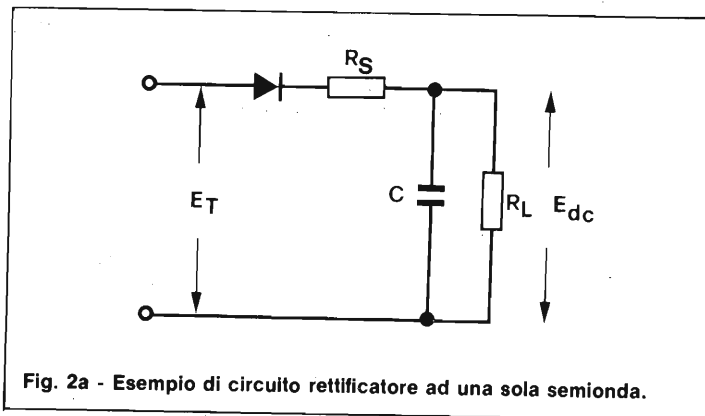 R_S
E_T
C
R_L
E_dc
Fig. 2a - Esempio di circuito rettificatore ad una sola semionda.